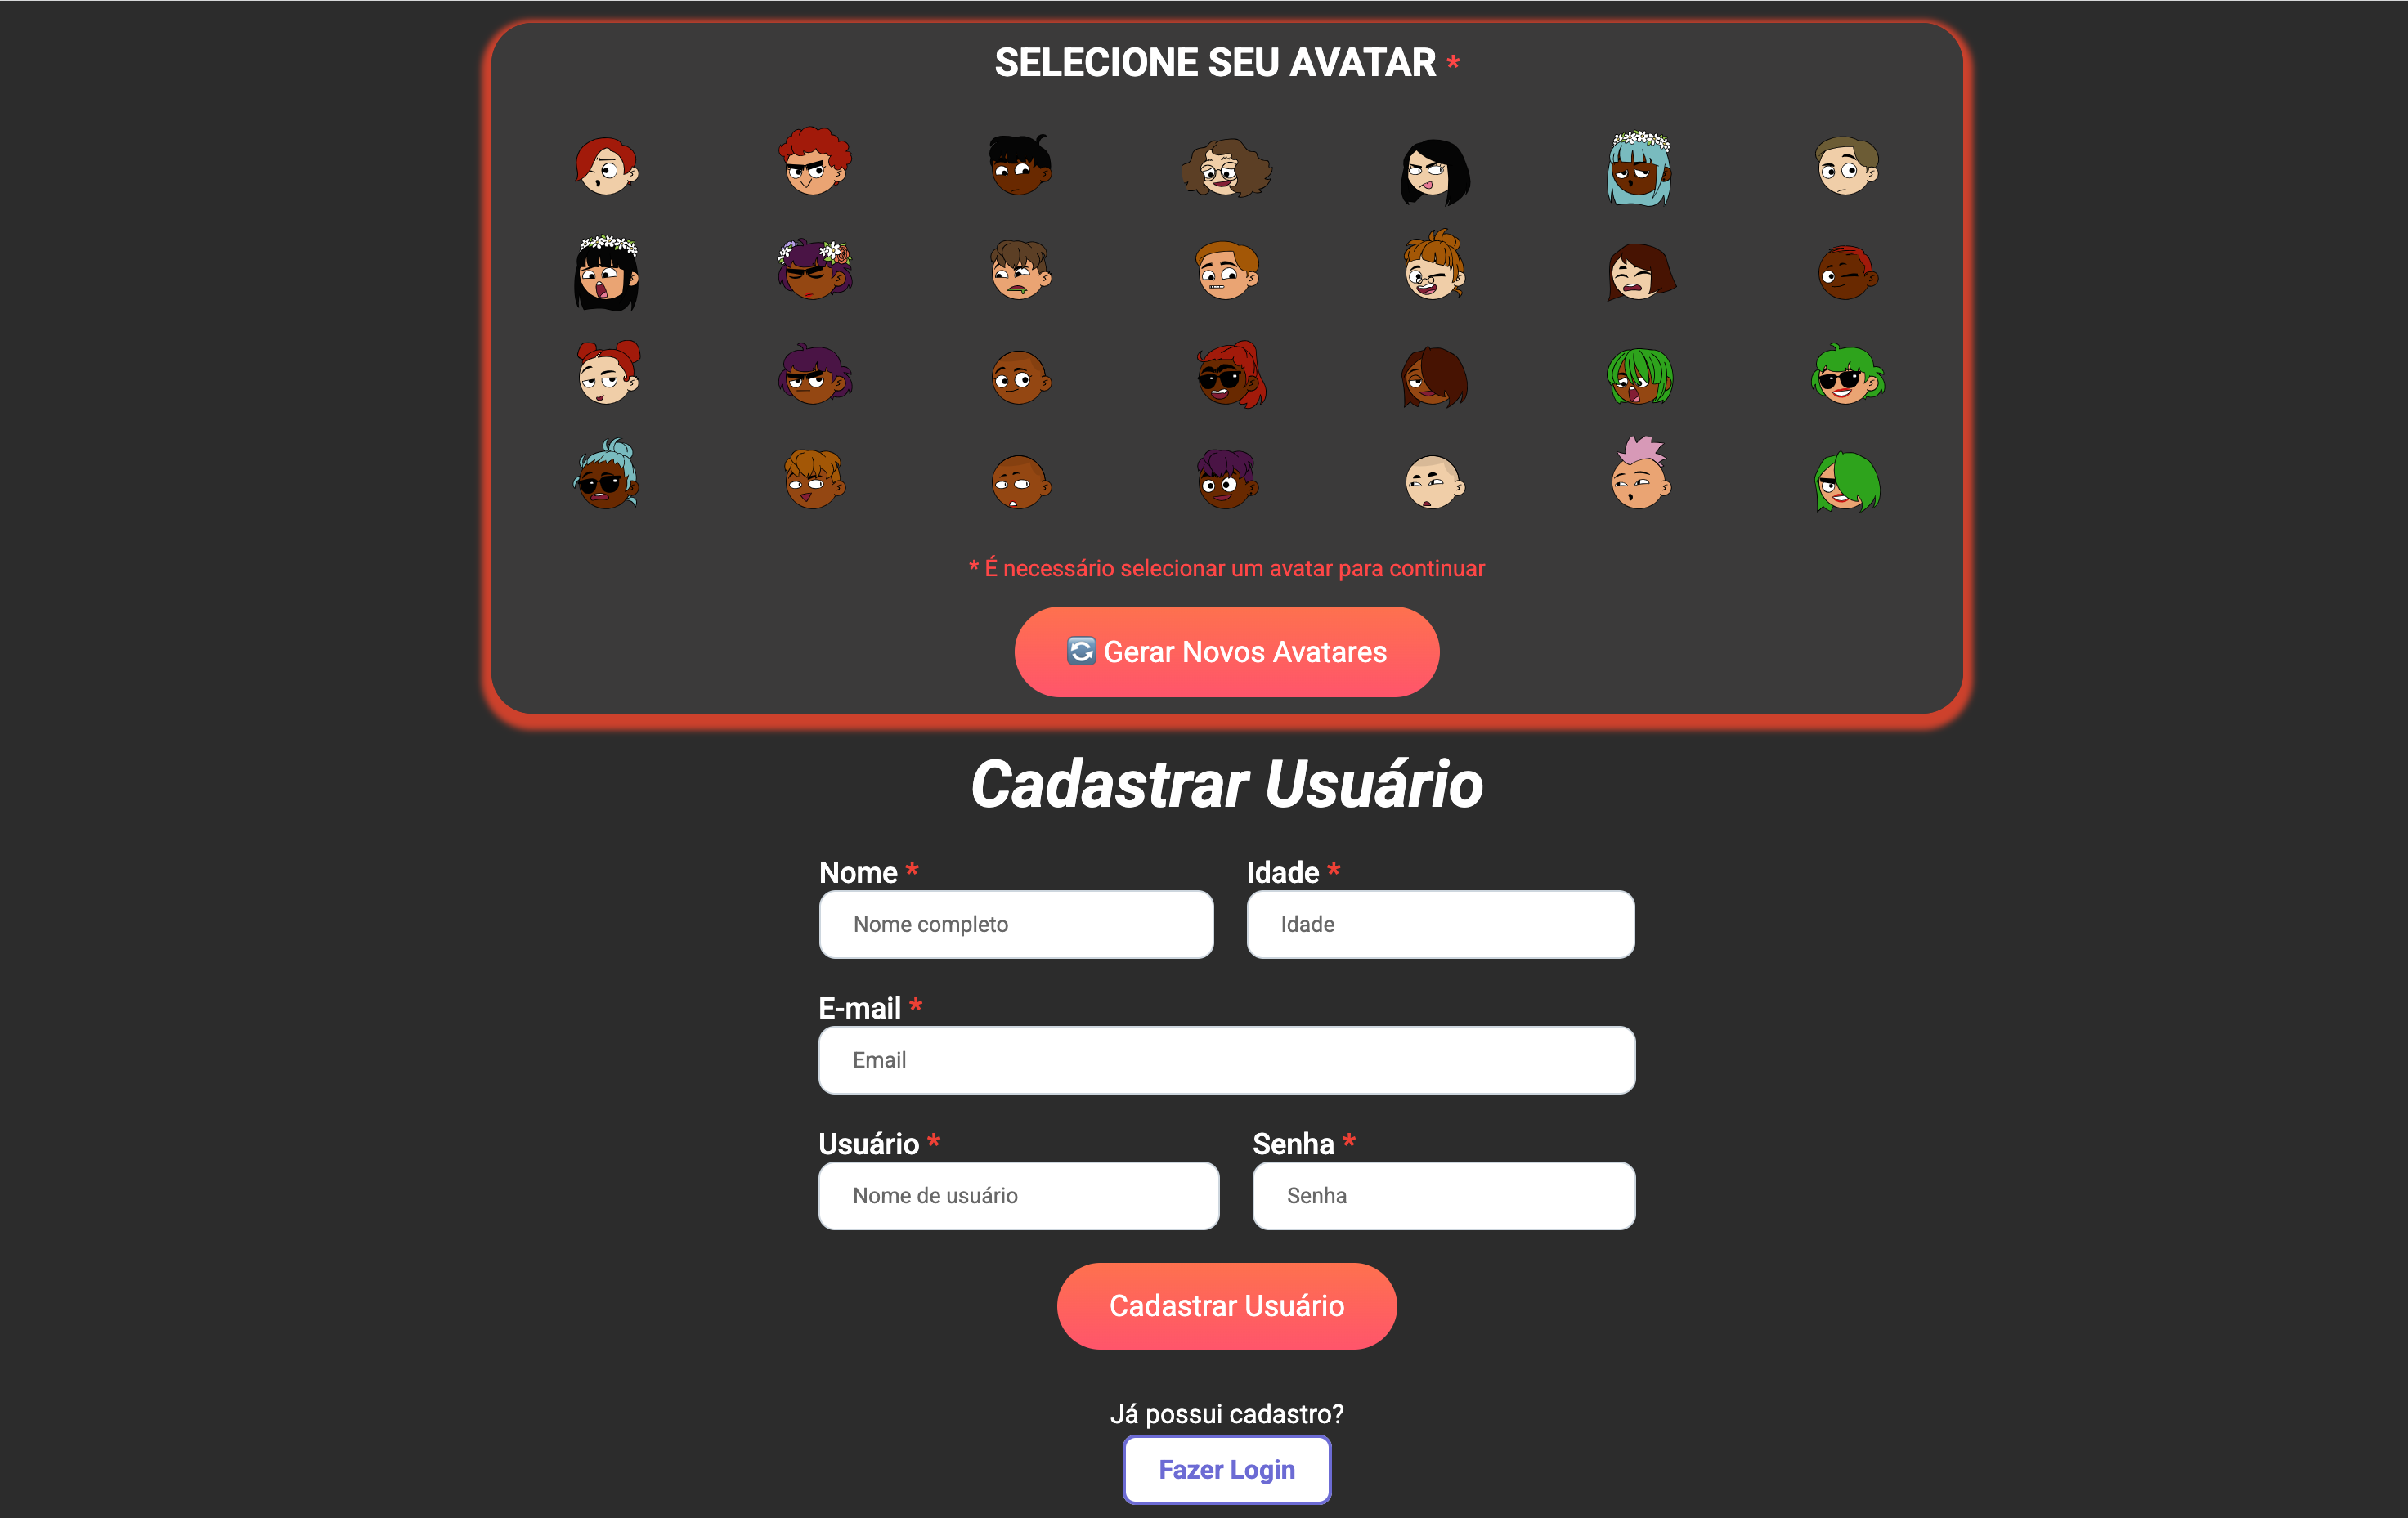 SELECIONE SEU AVATAR *
* É necessário selecionar um avatar para continuar
Gerar Novos Avatares
Cadastrar Usuário
Nome * Idade *
Nome completo Idade
E-mail *
Email
Usuário * Senha *
Nome de usuário Senha
Cadastrar Usuário
Já possui cadastro?
Fazer Login